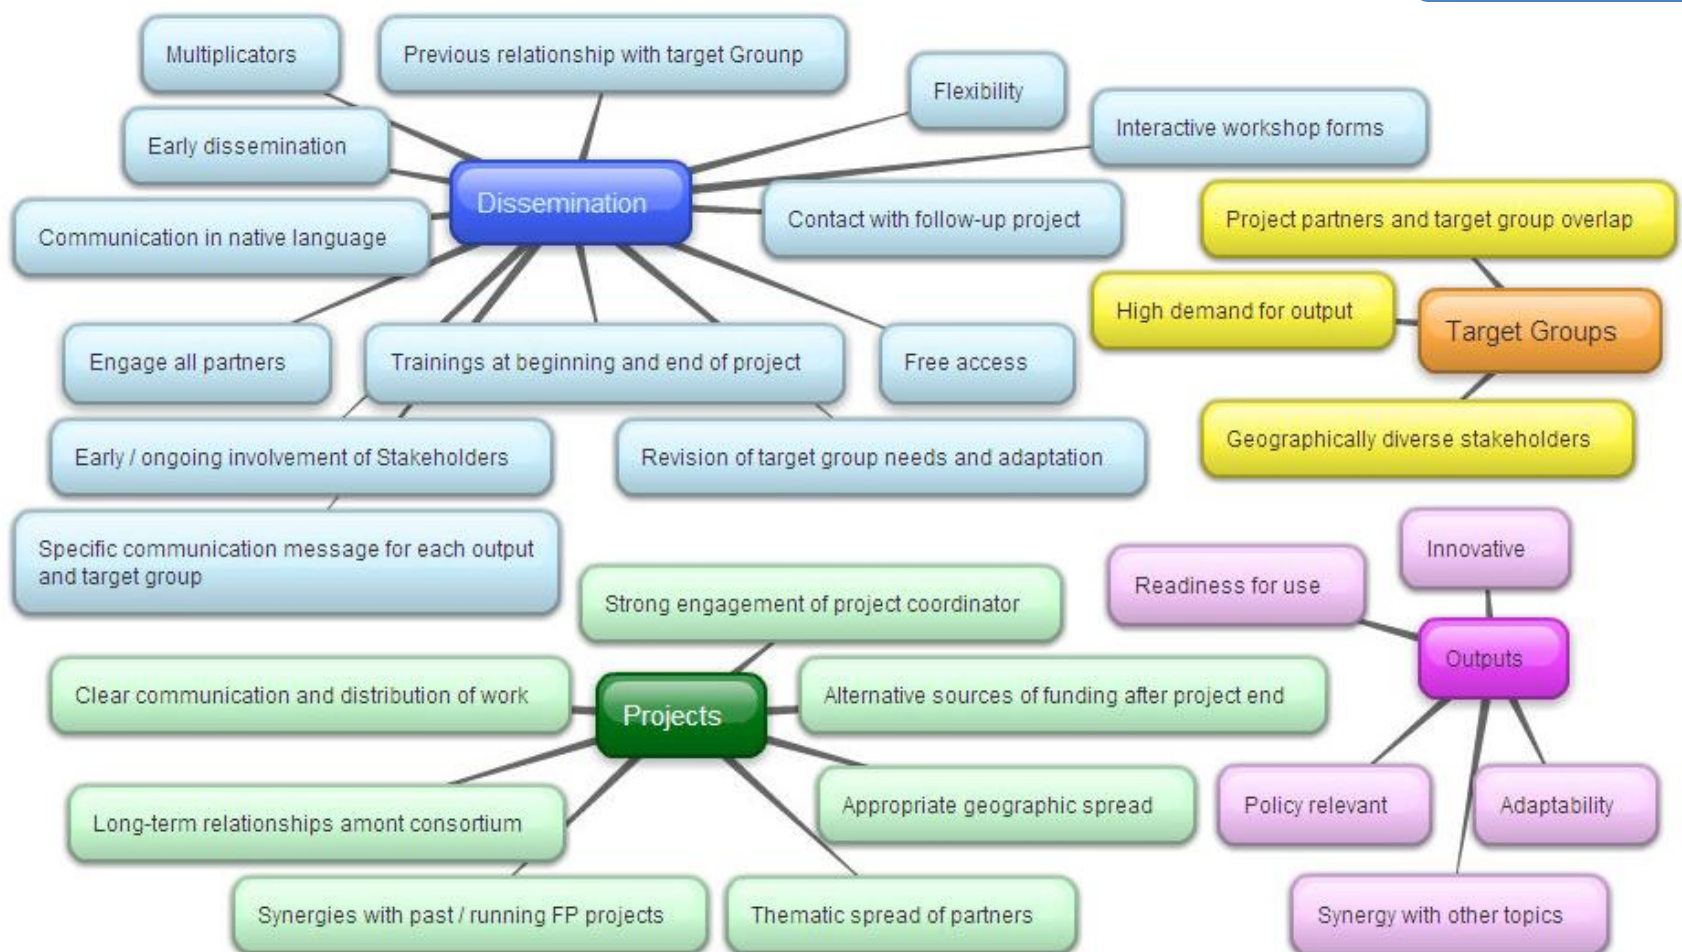 Multiplicators
Previous relationship with target Grounp
Flexibility
Interactive workshop forms
Early dissemination
Dissemination
Communication in native language
Contact with follow-up project
Engage all partners
Trainings at beginning and end of project
Free access
Early / ongoing involvement of Stakeholders
Revision of target group needs and adaptation
Specific communication message for each output
and target group
Project partners and target group overlap
High demand for output
Target Groups
Geographically diverse stakeholders
Strong engagement of project coordinator
Clear communication and distribution of work
Projects
Alternative sources of funding after project end
Long-term relationships amont consortium
Appropriate geographic spread
Synergies with past / running FP projects
Thematic spread of partners
Innovative
Readiness for use
Outputs
Policy relevant
Adaptability
Synergy with other topics